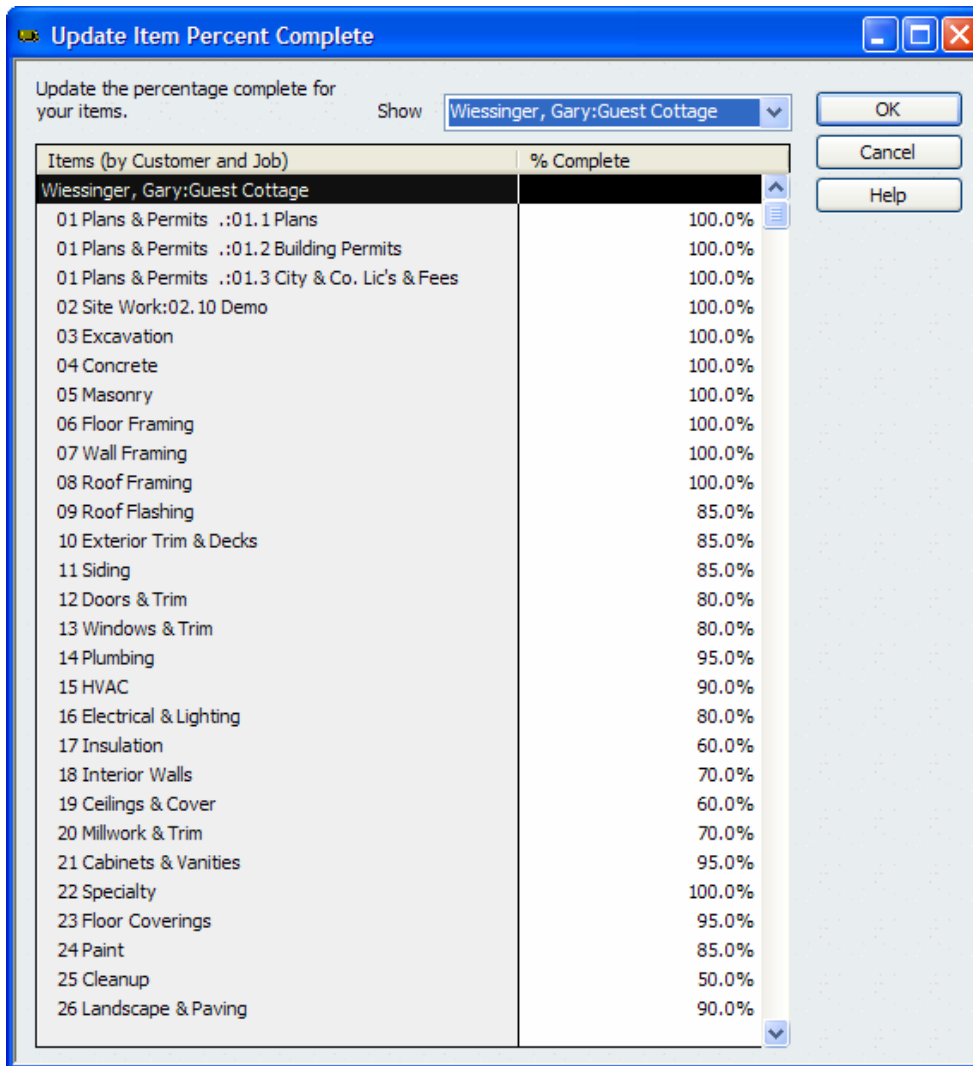 Update Item Percent Complete
Update the percentage complete for
your items.
Show Wiessinger, Gary:Guest Cottage
OK
Cancel
Help
Items (by Customer and Job) % Complete
Wiessinger, Gary:Guest Cottage
01 Plans & Permits .:01.1 Plans 100.0%
01 Plans & Permits .:01.2 Building Permits 100.0%
01 Plans & Permits .:01.3 City & Co. Lic's & Fees 100.0%
02 Site Work:02.10 Demo 100.0%
03 Excavation 100.0%
04 Concrete 100.0%
05 Masonry 100.0%
06 Floor Framing 100.0%
07 Wall Framing 100.0%
08 Roof Framing 100.0%
09 Roof Flashing 85.0%
10 Exterior Trim & Decks 85.0%
11 Siding 85.0%
12 Doors & Trim 80.0%
13 Windows & Trim 80.0%
14 Plumbing 95.0%
15 HVAC 90.0%
16 Electrical & Lighting 80.0%
17 Insulation 60.0%
18 Interior Walls 70.0%
19 Ceilings & Cover 60.0%
20 Millwork & Trim 70.0%
21 Cabinets & Vanities 95.0%
22 Specialty 100.0%
23 Floor Coverings 95.0%
24 Paint 85.0%
25 Cleanup 50.0%
26 Landscape & Paving 90.0%